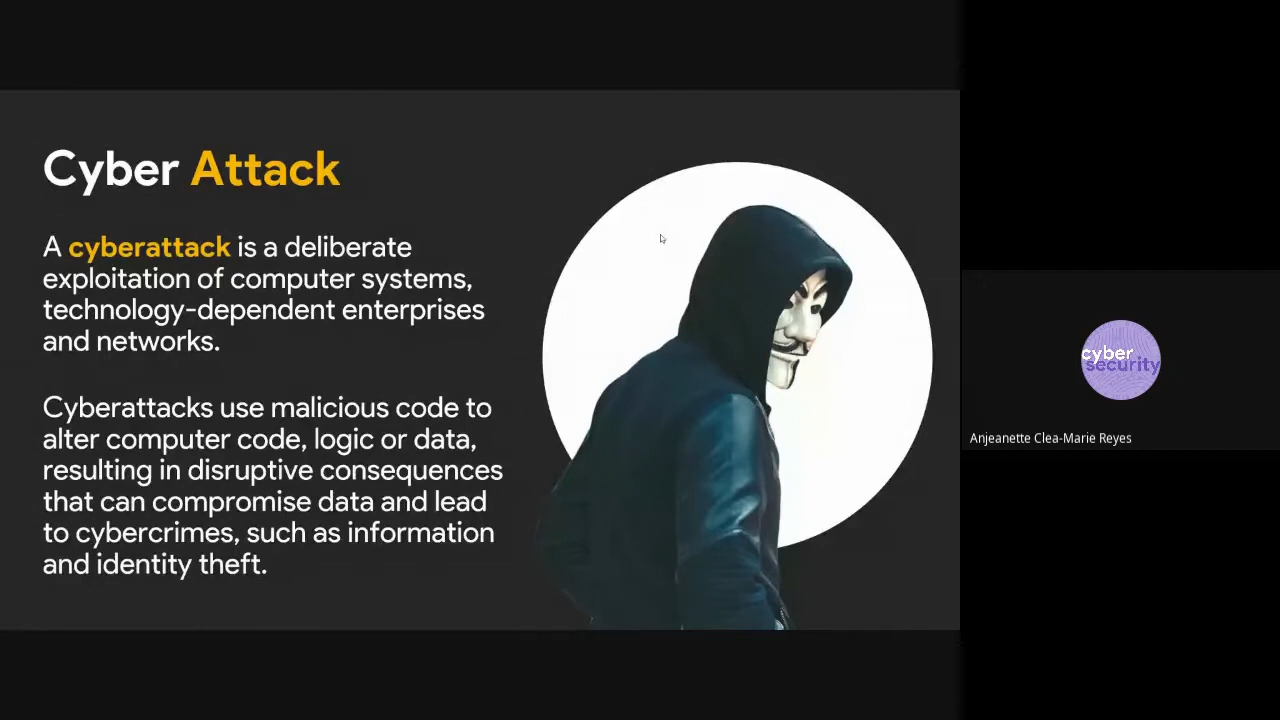 Cyber Attack
A cyberattack is a deliberate
exploitation of computer systems,
technology-dependent enterprises
and networks.
Cyberattacks use malicious code to
alter computer code, logic or data,
resulting in disruptive consequences
that can compromise data and lead
to cybercrimes, such as information
and identity theft.
cyber
security
Anjeanette Clea-Marie Reyes